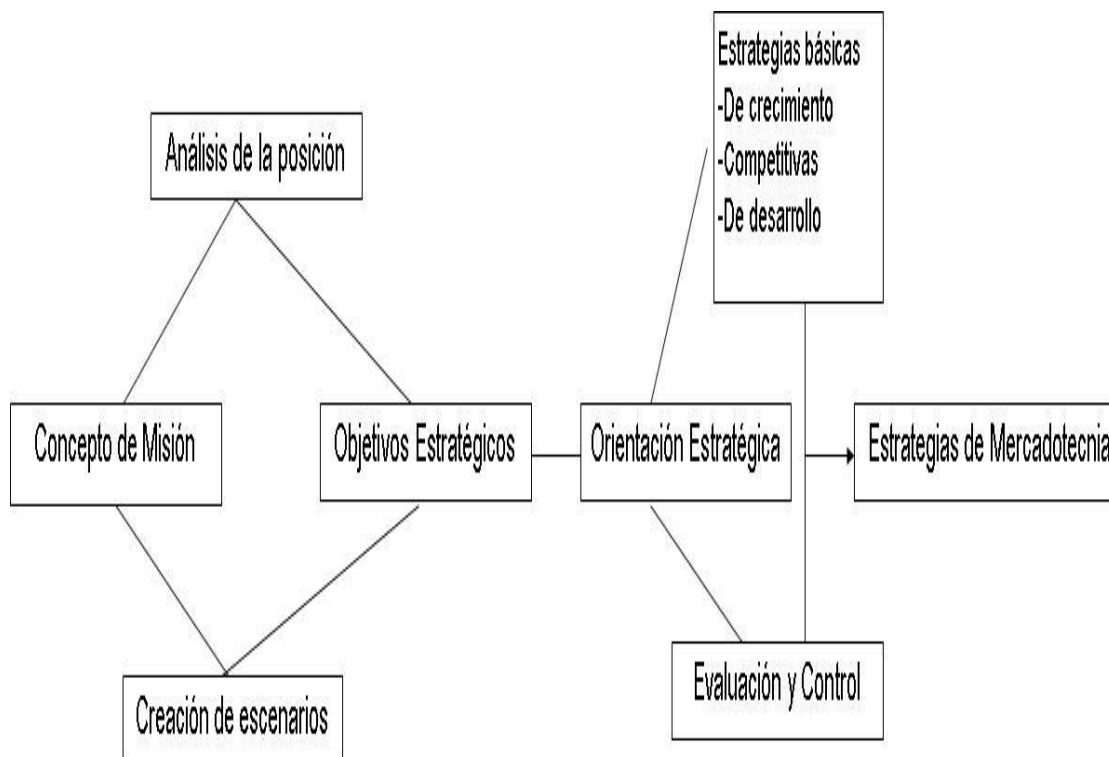 Estrategias básicas
-De crecimiento
-Competitivas
-De desarrollo
Análisis de la posición
Concepto de Misión
Objetivos Estratégicos
Orientación Estratégica
Estrategias de Mercadotecnia
Evaluación y Control
Creación de escenarios